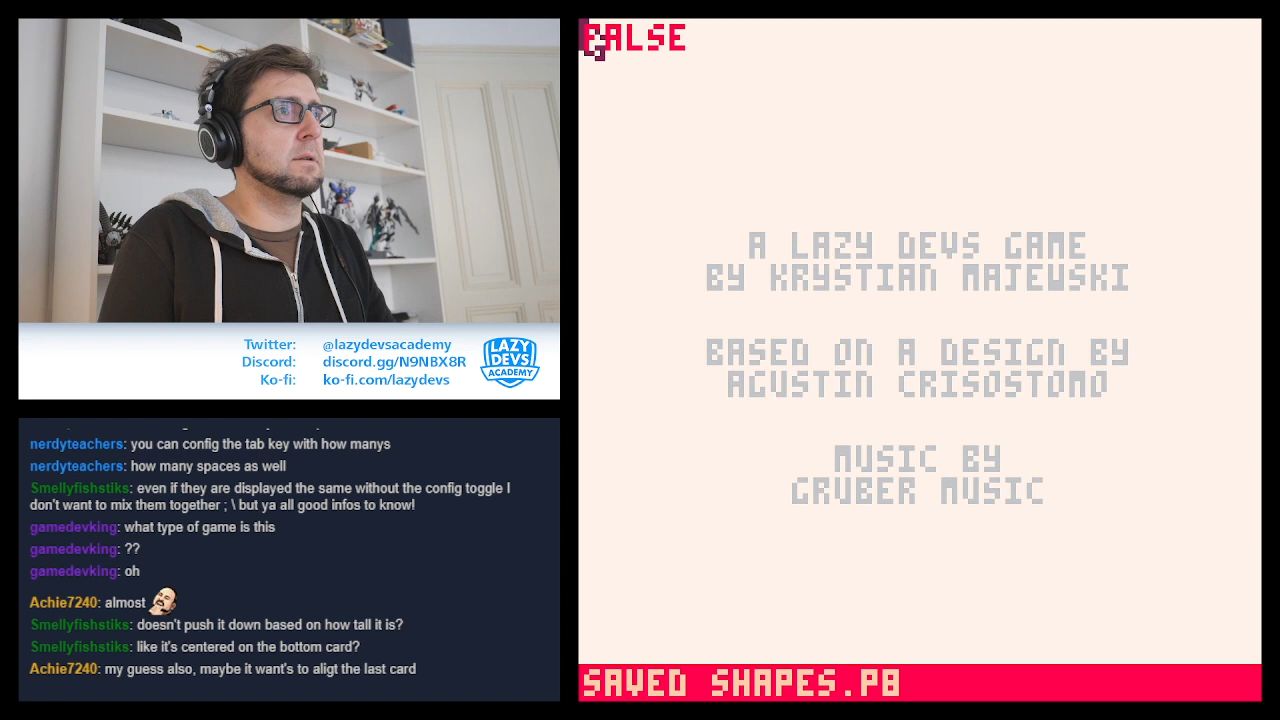 Twitter: @lazydevsacademy
Discord: discord.gg/N9NBX8R
Ko-fi: ko-fi.com/lazydevs
LAZY
DEVS
ACADEMY
nerdyteachers: you can config the tab key with how manys
nerdyteachers: how many spaces as well
Smellyfishstiks: even if they are displayed the same without the config toggle I
don't want to mix them together ; \ but ya all good infos to know!
gamedevking: what type of game is this
gamedevking: ??
gamedevking: oh
Achie7240: almost
Smellyfishstiks: doesn't push it down based on how tall it is?
Smellyfishstiks: like it's centered on the bottom card?
Achie7240: my guess also, maybe it want's to aligt the last card
FALSE
A LAZY DEVS GAME
BY KRYSTIAN MAJEWSKI
BASED ON A DESIGN BY
AGUSTIN CRISOSTOMO
MUSIC BY
GRUBER MUSIC
SAVED SHAPES.P8